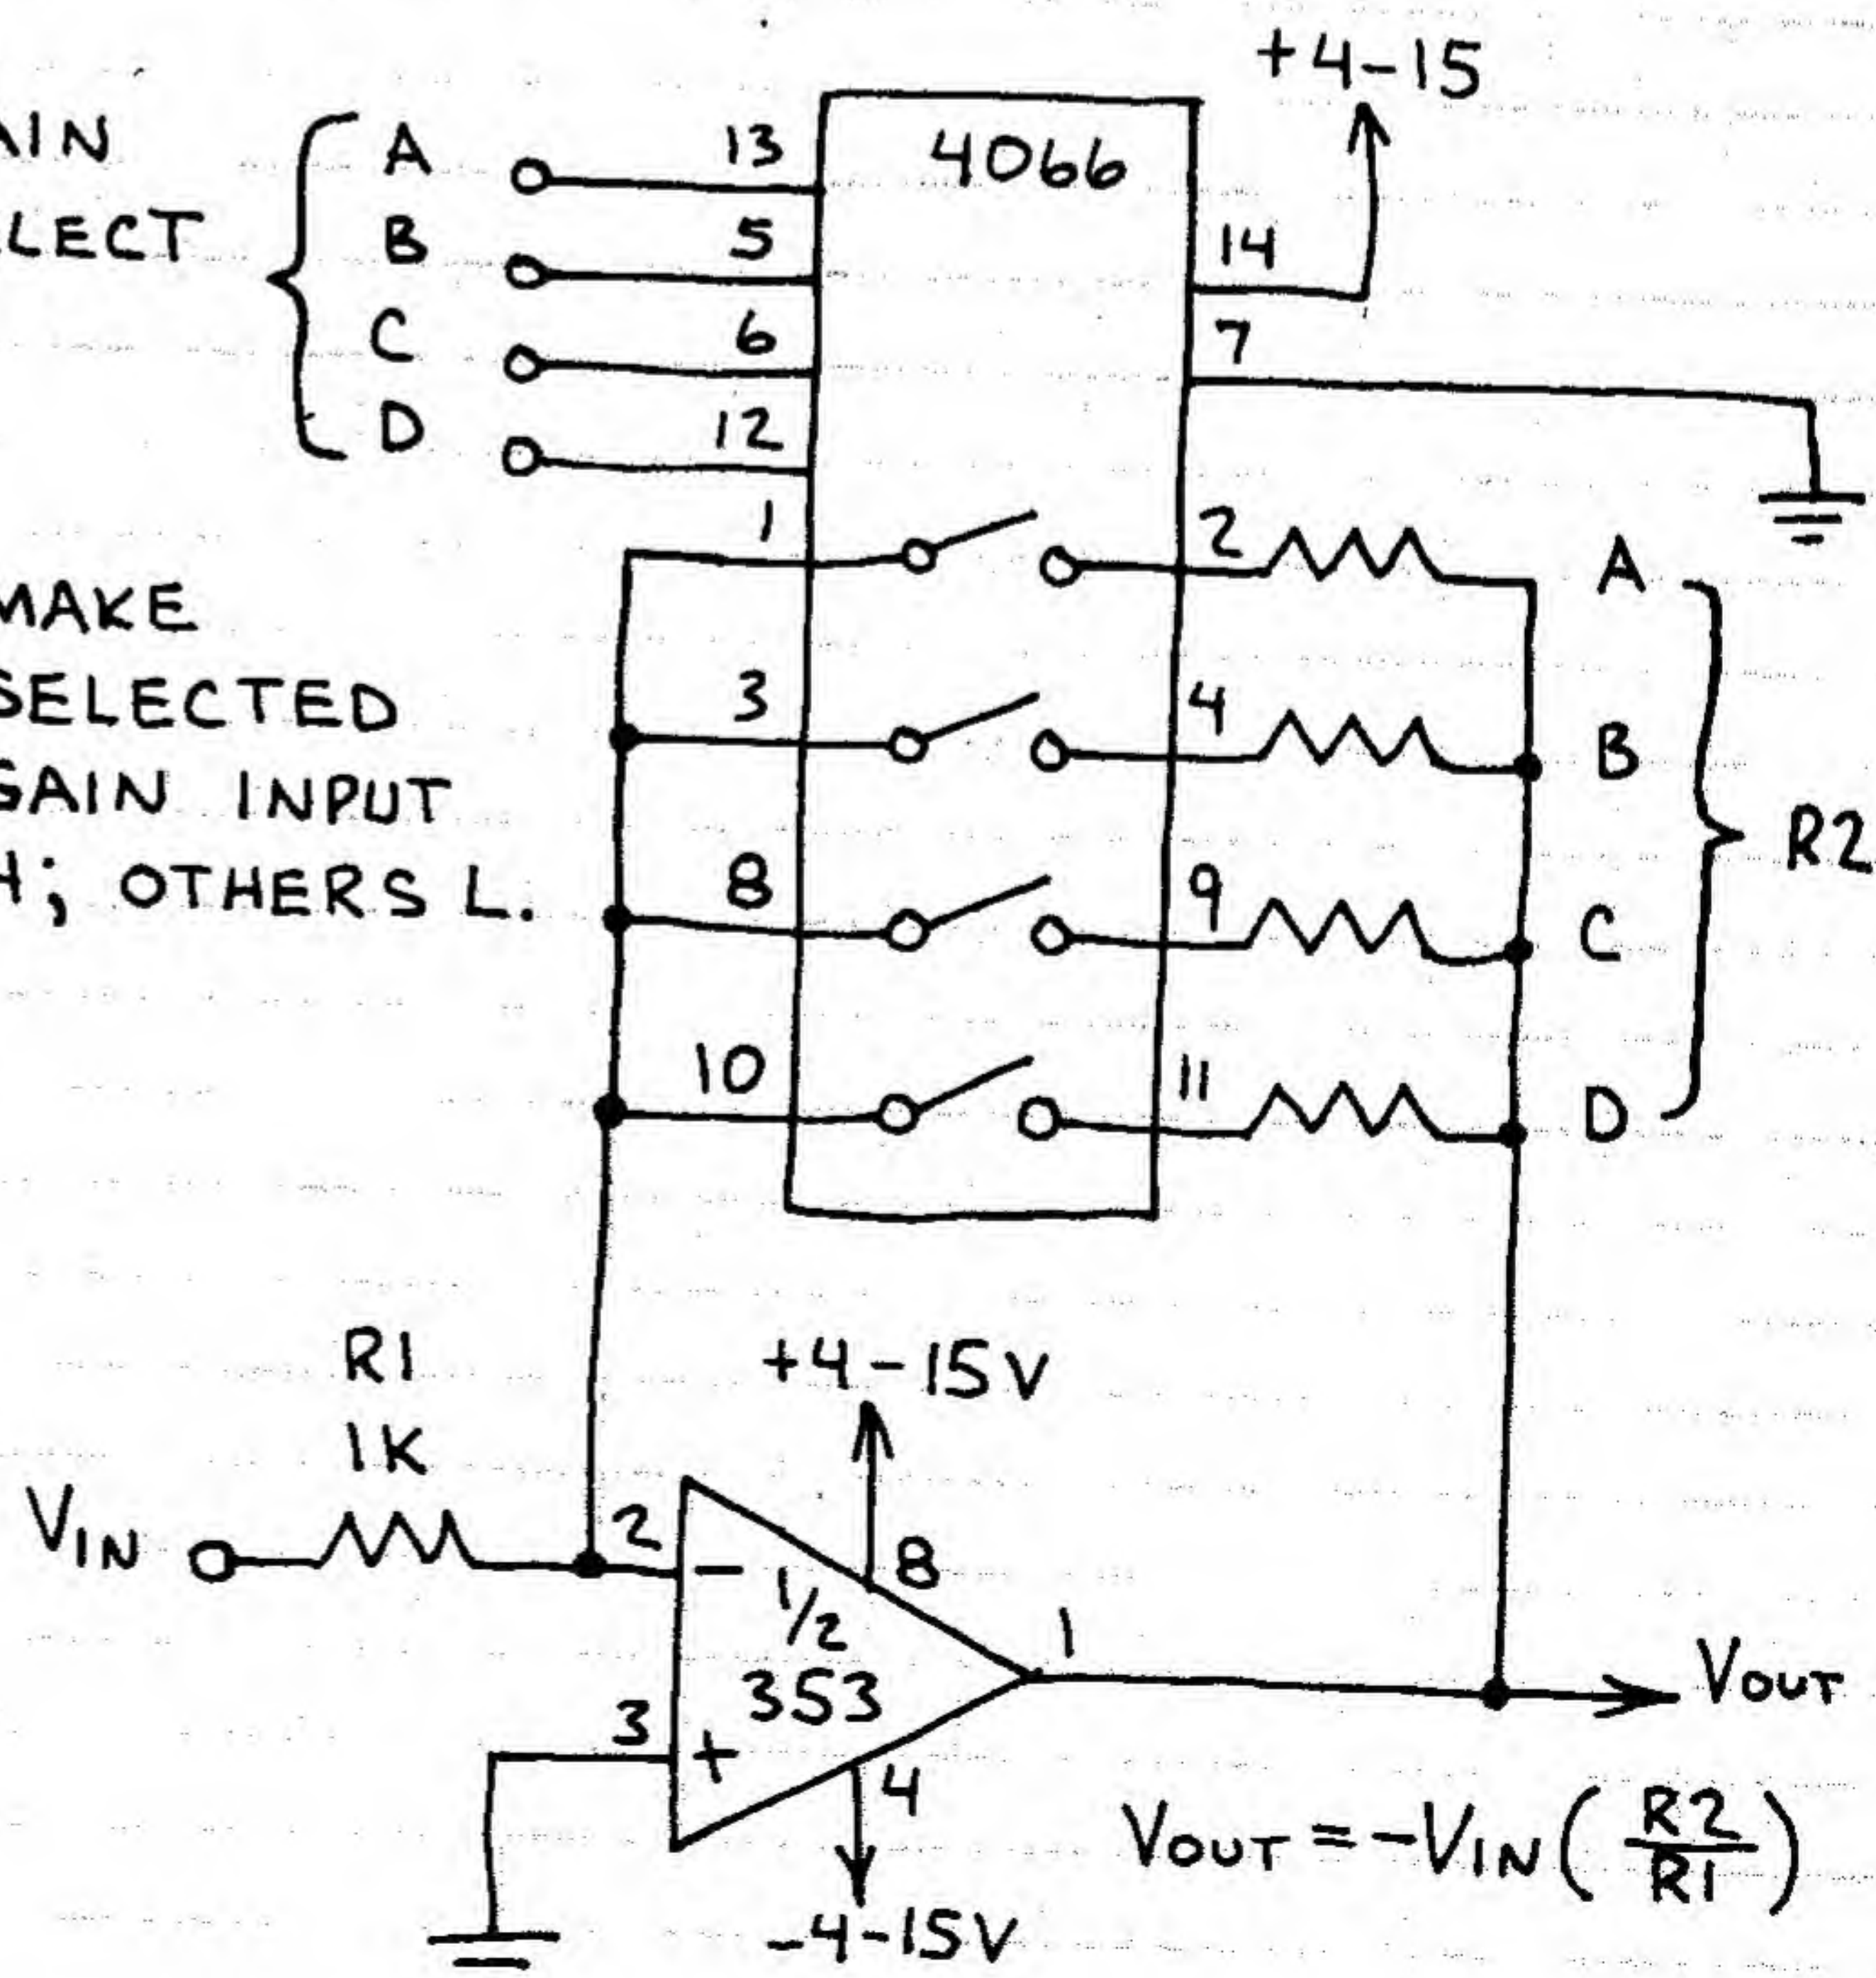 +4-15
AIN
A
13
4066
LECT
B
5
14
C
6
7
D
12
1
2
A
MAKE
SELECTED
GAIN INPUT
H; OTHERS L.
3
4
B
R2
8
9
C
10
11
D
R1
1K
+4-15V
VIN
2
-
1/2
353
8
1
VOUT
3
+
4
-4-15V
VOUT = -VIN (R2/R1)